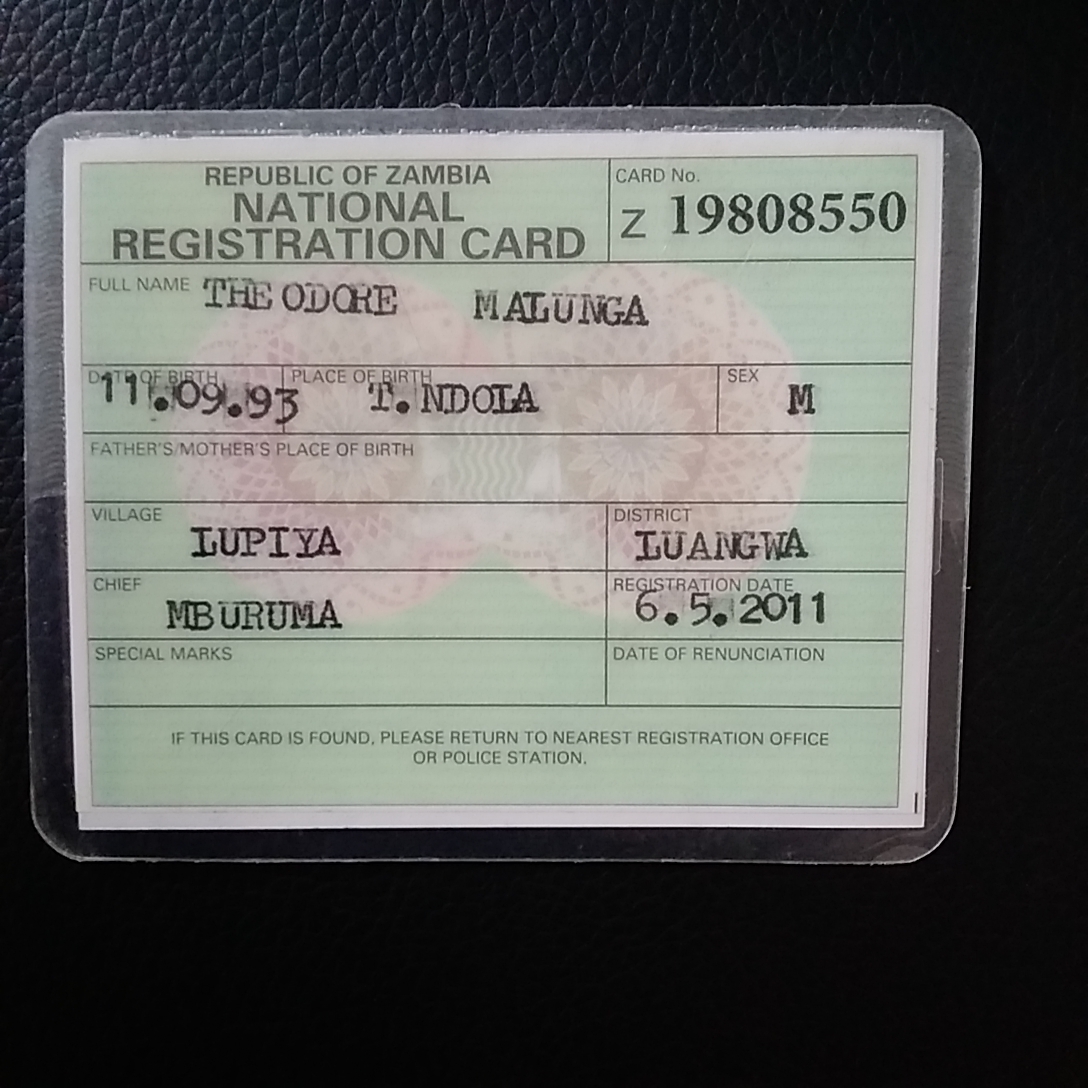 REPUBLIC OF ZAMBIA
NATIONAL
REGISTRATION CARD
CARD No.
Z 19808550
FULL NAME THEODORE MALUNGA
DATE OF BIRTH 11.09.93
PLACE OF BIRTH T.NDOLA
SEX
M
FATHER'S/MOTHER'S PLACE OF BIRTH
VILLAGE
LUPIYA
DISTRICT
LUANGWA
CHIEF
MBURUMA
REGISTRATION DATE
6.5.2011
SPECIAL MARKS
DATE OF RENUNCIATION
IF THIS CARD IS FOUND, PLEASE RETURN TO NEAREST REGISTRATION OFFICE
OR POLICE STATION.